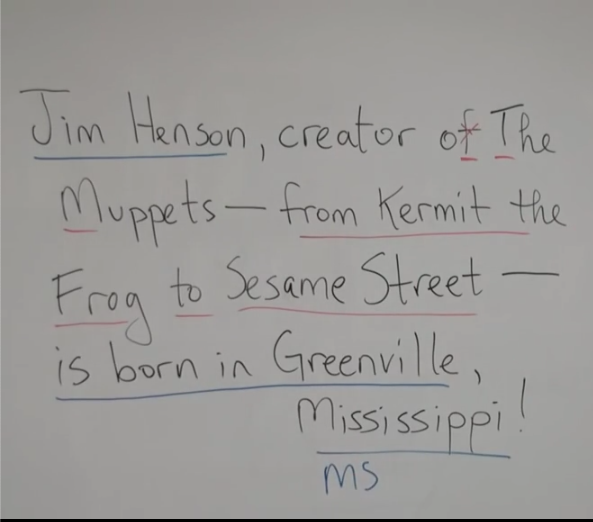 Jim Henson, creator of The
Muppets — from Kermit the
Frog to Sesame Street —
is born in Greenville,
Mississippi!
MS